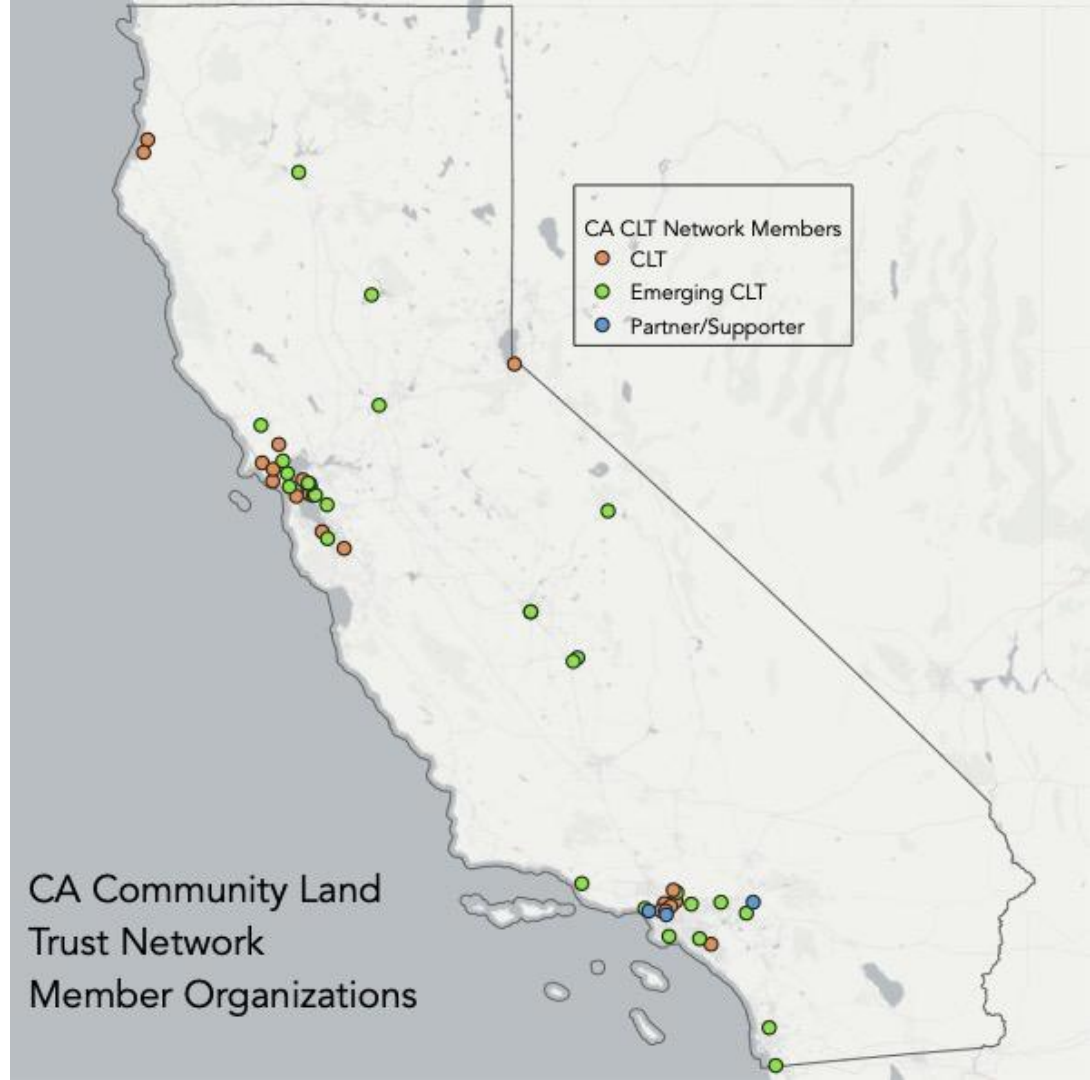 CA CLT Network Members
CLT
Emerging CLT
Partner/Supporter
CA Community Land
Trust Network
Member Organizations